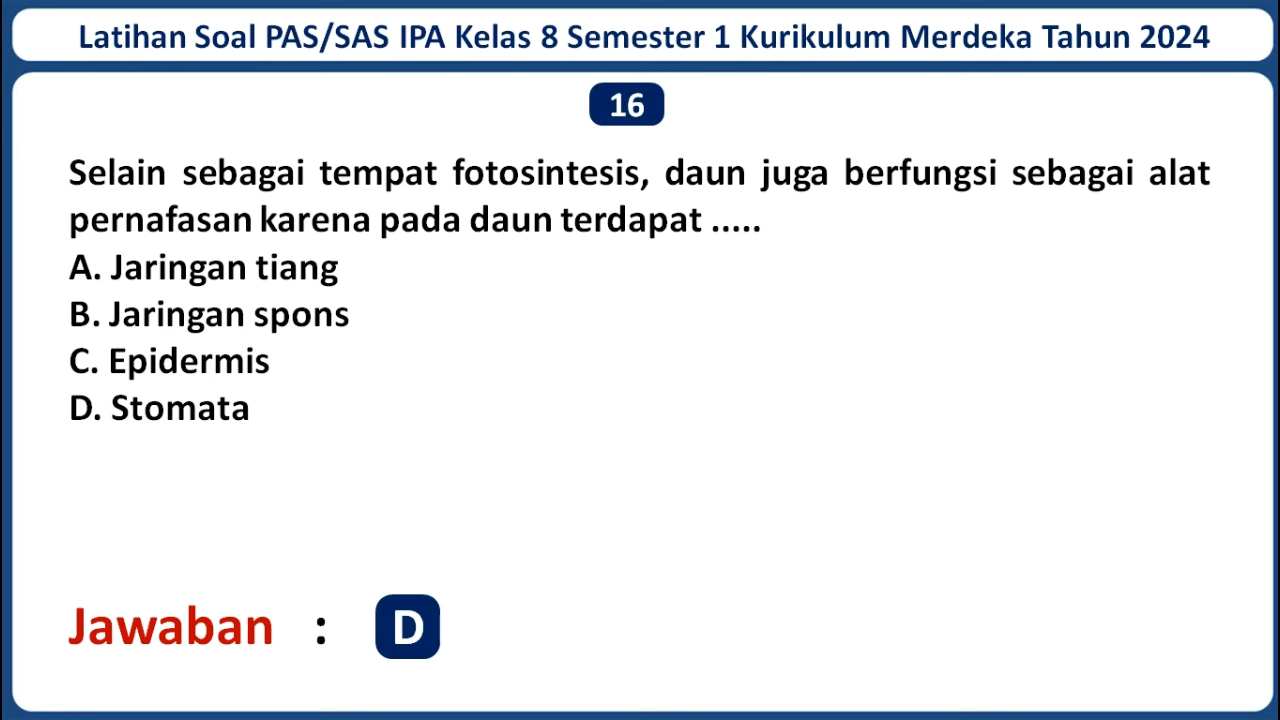 Latihan Soal PAS/SAS IPA Kelas 8 Semester 1 Kurikulum Merdeka Tahun 2024
16
Selain sebagai tempat fotosintesis, daun juga berfungsi sebagai alat
pernafasan karena pada daun terdapat .....
A. Jaringan tiang
B. Jaringan spons
C. Epidermis
D. Stomata
Jawaban : D